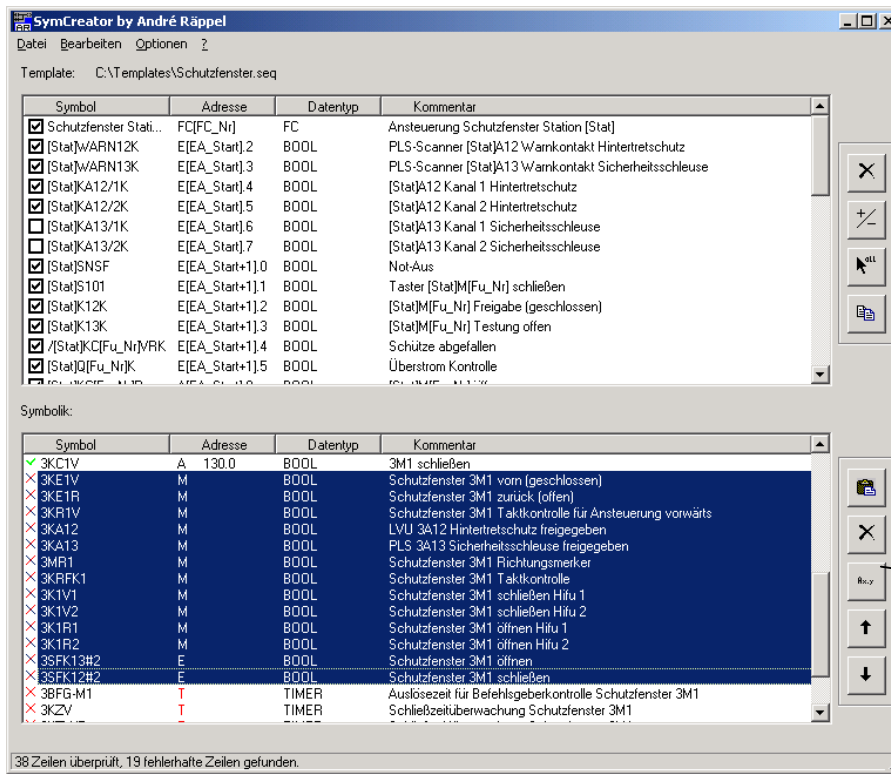 SymCreator by André Räppel
Datei Bearbeiten Optionen ?
Template: C:\Templates\Schutzfenster.seq
Symbol Adresse Datentyp Kommentar
Schutzfenster Stati... FC[FC_Nr] FC Ansteuerung Schutzfenster Station [Stat]
[Stat]WARN12K E[EA_Start].2 BOOL PLS-Scanner [Stat]A12 Warnkontakt Hintertretschutz
[Stat]WARN13K E[EA_Start].3 BOOL PLS-Scanner [Stat]A13 Warnkontakt Sicherheitsschleuse
[Stat]KA12/1K E[EA_Start].4 BOOL [Stat]A12 Kanal 1 Hintertretschutz
[Stat]KA12/2K E[EA_Start].5 BOOL [Stat]A12 Kanal 2 Hintertretschutz
[Stat]KA13/1K E[EA_Start].6 BOOL [Stat]A13 Kanal 1 Sicherheitsschleuse
[Stat]KA13/2K E[EA_Start].7 BOOL [Stat]A13 Kanal 2 Sicherheitsschleuse
[Stat]SNSF E[EA_Start+1].0 BOOL Not-Aus
[Stat]S101 E[EA_Start+1].1 BOOL Taster [Stat]M[Fu_Nr] schließen
[Stat]K12K E[EA_Start+1].2 BOOL [Stat]M[Fu_Nr] Freigabe (geschlossen)
[Stat]K13K E[EA_Start+1].3 BOOL [Stat]M[Fu_Nr] Testung offen
/[Stat]KC[Fu_Nr]VRK E[EA_Start+1].4 BOOL Schütze abgefallen
[Stat]Q[Fu_Nr]K E[EA_Start+1].5 BOOL Überstrom Kontrolle
all
Symbolik:
Symbol Adresse Datentyp Kommentar
3KC1V A 130.0 BOOL 3M1 schließen
3KE1V M BOOL Schutzfenster 3M1 vorn (geschlossen)
3KE1R M BOOL Schutzfenster 3M1 zurück (offen)
3KR1V M BOOL Schutzfenster 3M1 Taktkontrolle für Ansteuerung vorwärts
3KA12 M BOOL LVU 3A12 Hintertretschutz freigegeben
3KA13 M BOOL PLS 3A13 Sicherheitsschleuse freigegeben
3MR1 M BOOL Schutzfenster 3M1 Richtungsmerker
3KRFK1 M BOOL Schutzfenster 3M1 Taktkontrolle
3K1V1 M BOOL Schutzfenster 3M1 schließen Hifu 1
3K1V2 M BOOL Schutzfenster 3M1 schließen Hifu 2
3K1R1 M BOOL Schutzfenster 3M1 öffnen Hifu 1
3K1R2 M BOOL Schutzfenster 3M1 öffnen Hifu 2
3SFK13#2 E BOOL Schutzfenster 3M1 öffnen
3SFK12#2 E BOOL Schutzfenster 3M1 schließen
3BFG-M1 T TIMER Auslösezeit für Befehlsgeberkontrolle Schutzfenster 3M1
3KZV T TIMER Schließzeitüberwachung Schutzfenster 3M1
38 Zeilen überprüft, 19 fehlerhafte Zeilen gefunden.